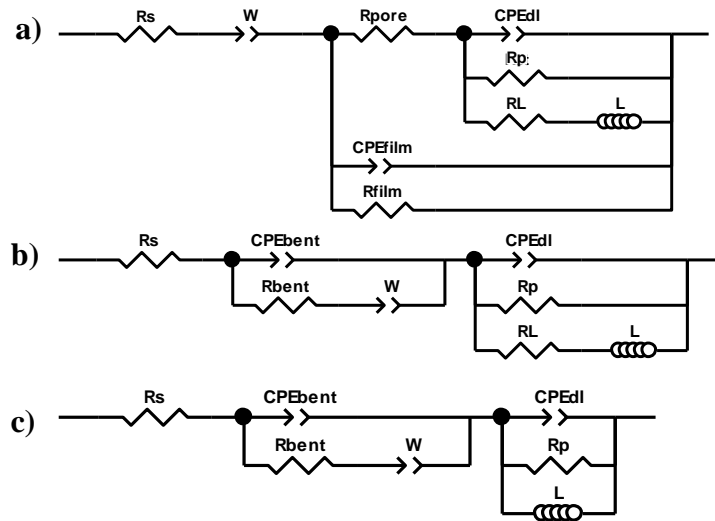 a)
Rs W Rpore CPEdl
Rp
RL L
CPEfilm
Rfilm
b)
Rs CPEbent CPEdl
Rbent W Rp
RL L
c)
Rs CPEbent CPEdl
Rbent W Rp
L